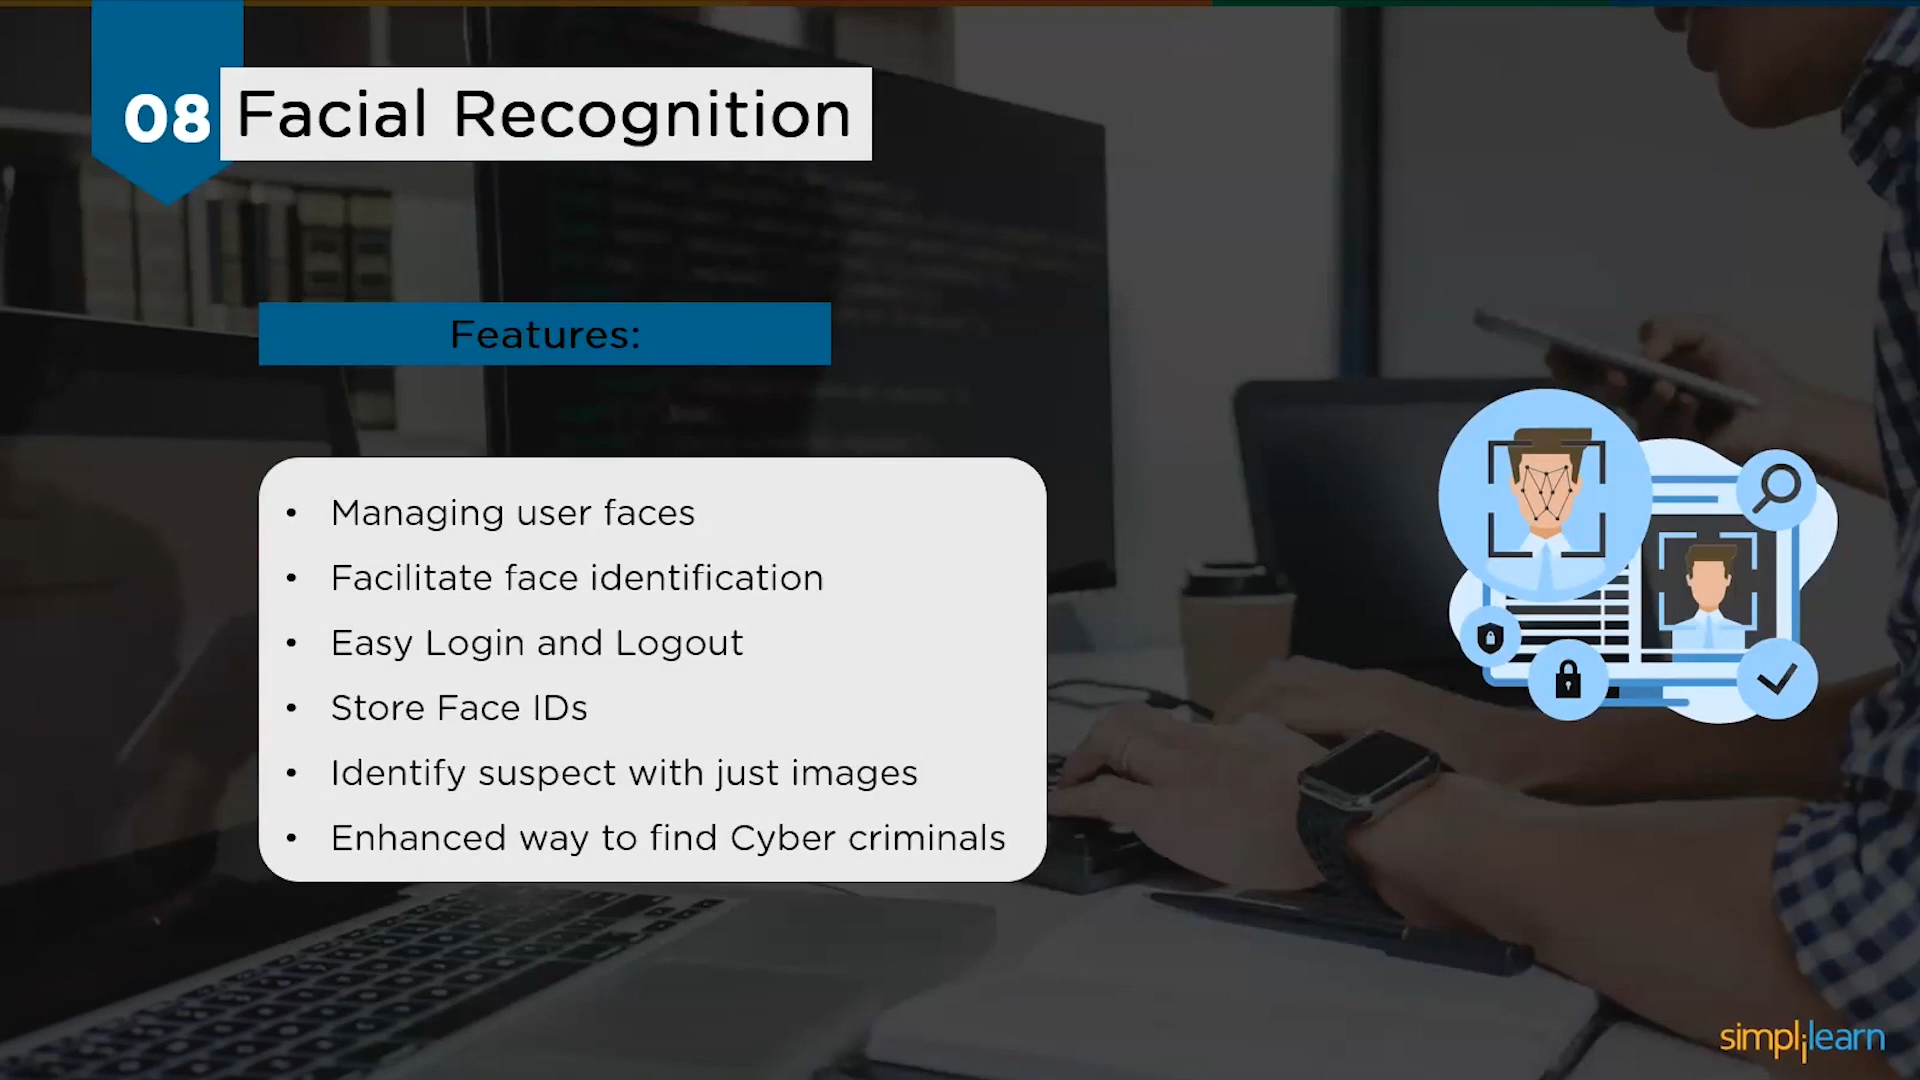 08 Facial Recognition
Features:
• Managing user faces
• Facilitate face identification
• Easy Login and Logout
• Store Face IDs
• Identify suspect with just images
• Enhanced way to find Cyber criminals
simplilearn